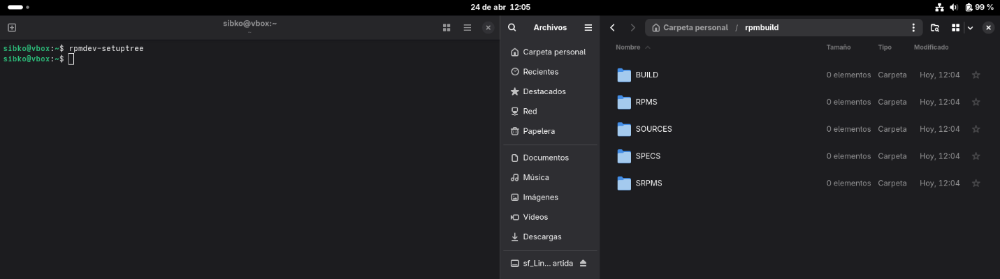 24 de abr 12:05
99 %
sibko@vbox:~
~
sibko@vbox:~$ rpmdev-setuptree
sibko@vbox:~$
Archivos
Carpeta personal
Recientes
Destacados
Red
Papelera
Documentos
Música
Imágenes
Vídeos
Descargas
sf_Lin... artida
Carpeta personal / rpmbuild
Nombre Tamaño Tipo Modificado
BUILD 0 elementos Carpeta Hoy, 12:04
RPMS 0 elementos Carpeta Hoy, 12:04
SOURCES 0 elementos Carpeta Hoy, 12:04
SPECS 0 elementos Carpeta Hoy, 12:04
SRPMS 0 elementos Carpeta Hoy, 12:04